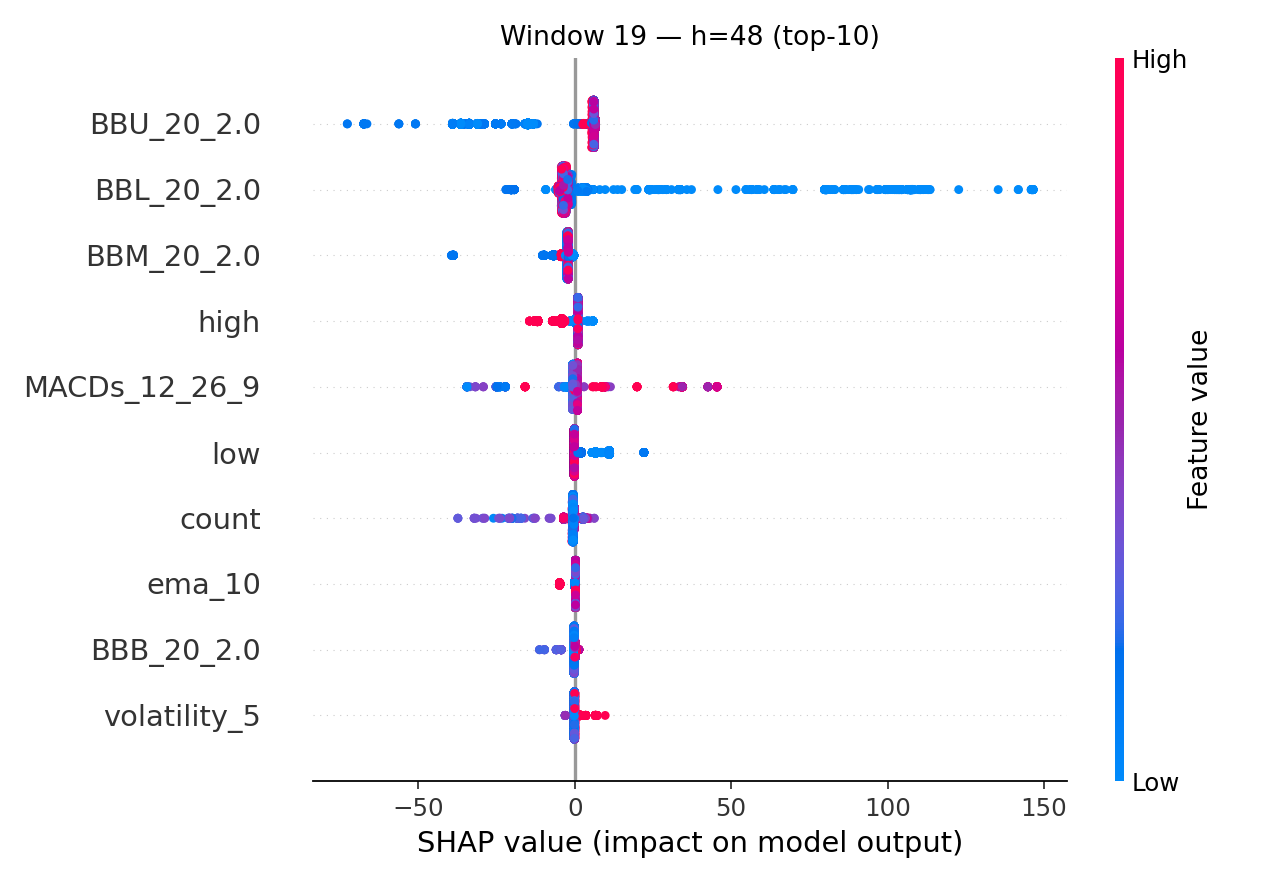 Window 19 — h=48 (top-10)
High
BBU_20_2.0
BBL_20_2.0
BBM_20_2.0
high
MACDs_12_26_9
low
count
ema_10
BBB_20_2.0
volatility_5
Feature value
Low
−50 0 50 100 150
SHAP value (impact on model output)